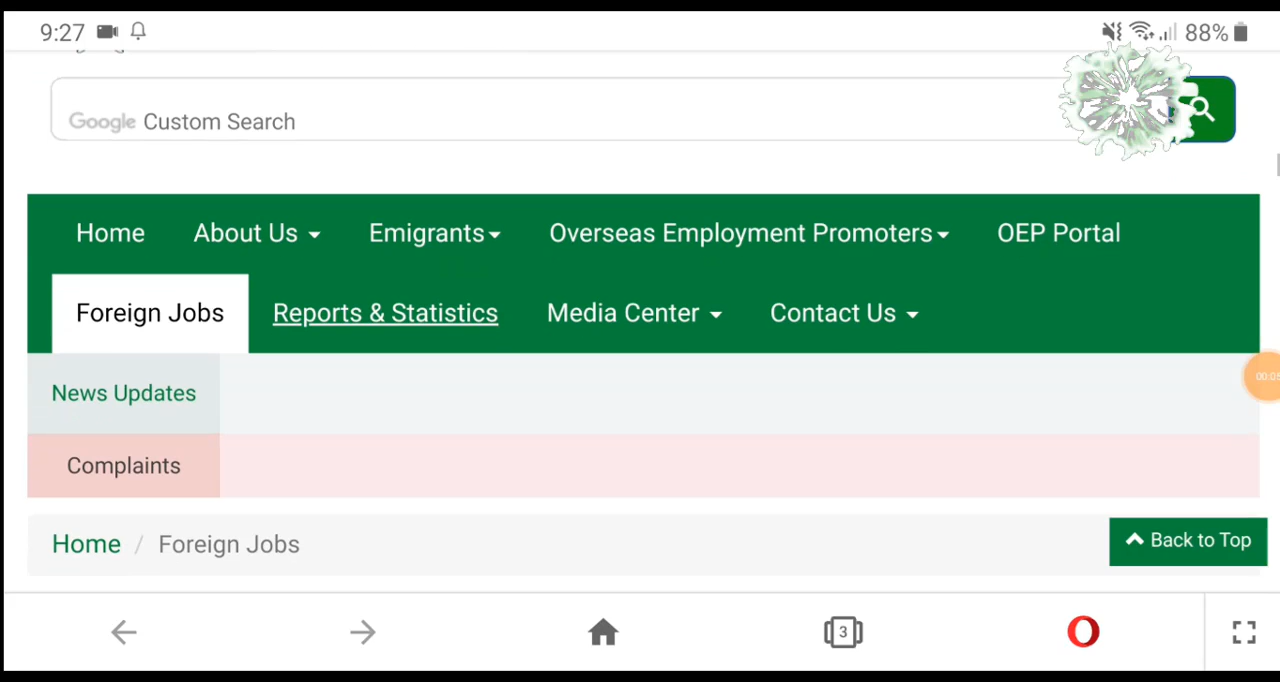 9:27
88%
Google Custom Search
Home About Us Emigrants Overseas Employment Promoters OEP Portal
Foreign Jobs Reports & Statistics Media Center Contact Us
News Updates
Complaints
Home / Foreign Jobs
Back to Top
3